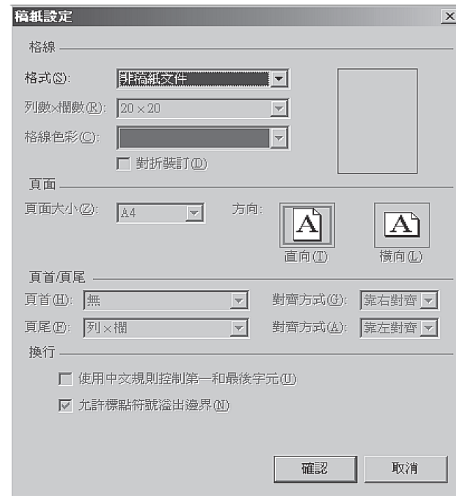 稿紙設定
格線
格式(S): 非稿紙文件
列數×欄數(R): 20×20
格線色彩(C):
對折裝訂(D)
頁面
頁面大小(Z): A4 方向: A A
直向(T) 橫向(L)
頁首/頁尾
頁首(H): 無 對齊方式(G): 靠右對齊
頁尾(F): 列×欄 對齊方式(A): 靠左對齊
換行
使用中文規則控制第一和最後字元(U)
允許標點符號溢出邊界(N)
確認 取消